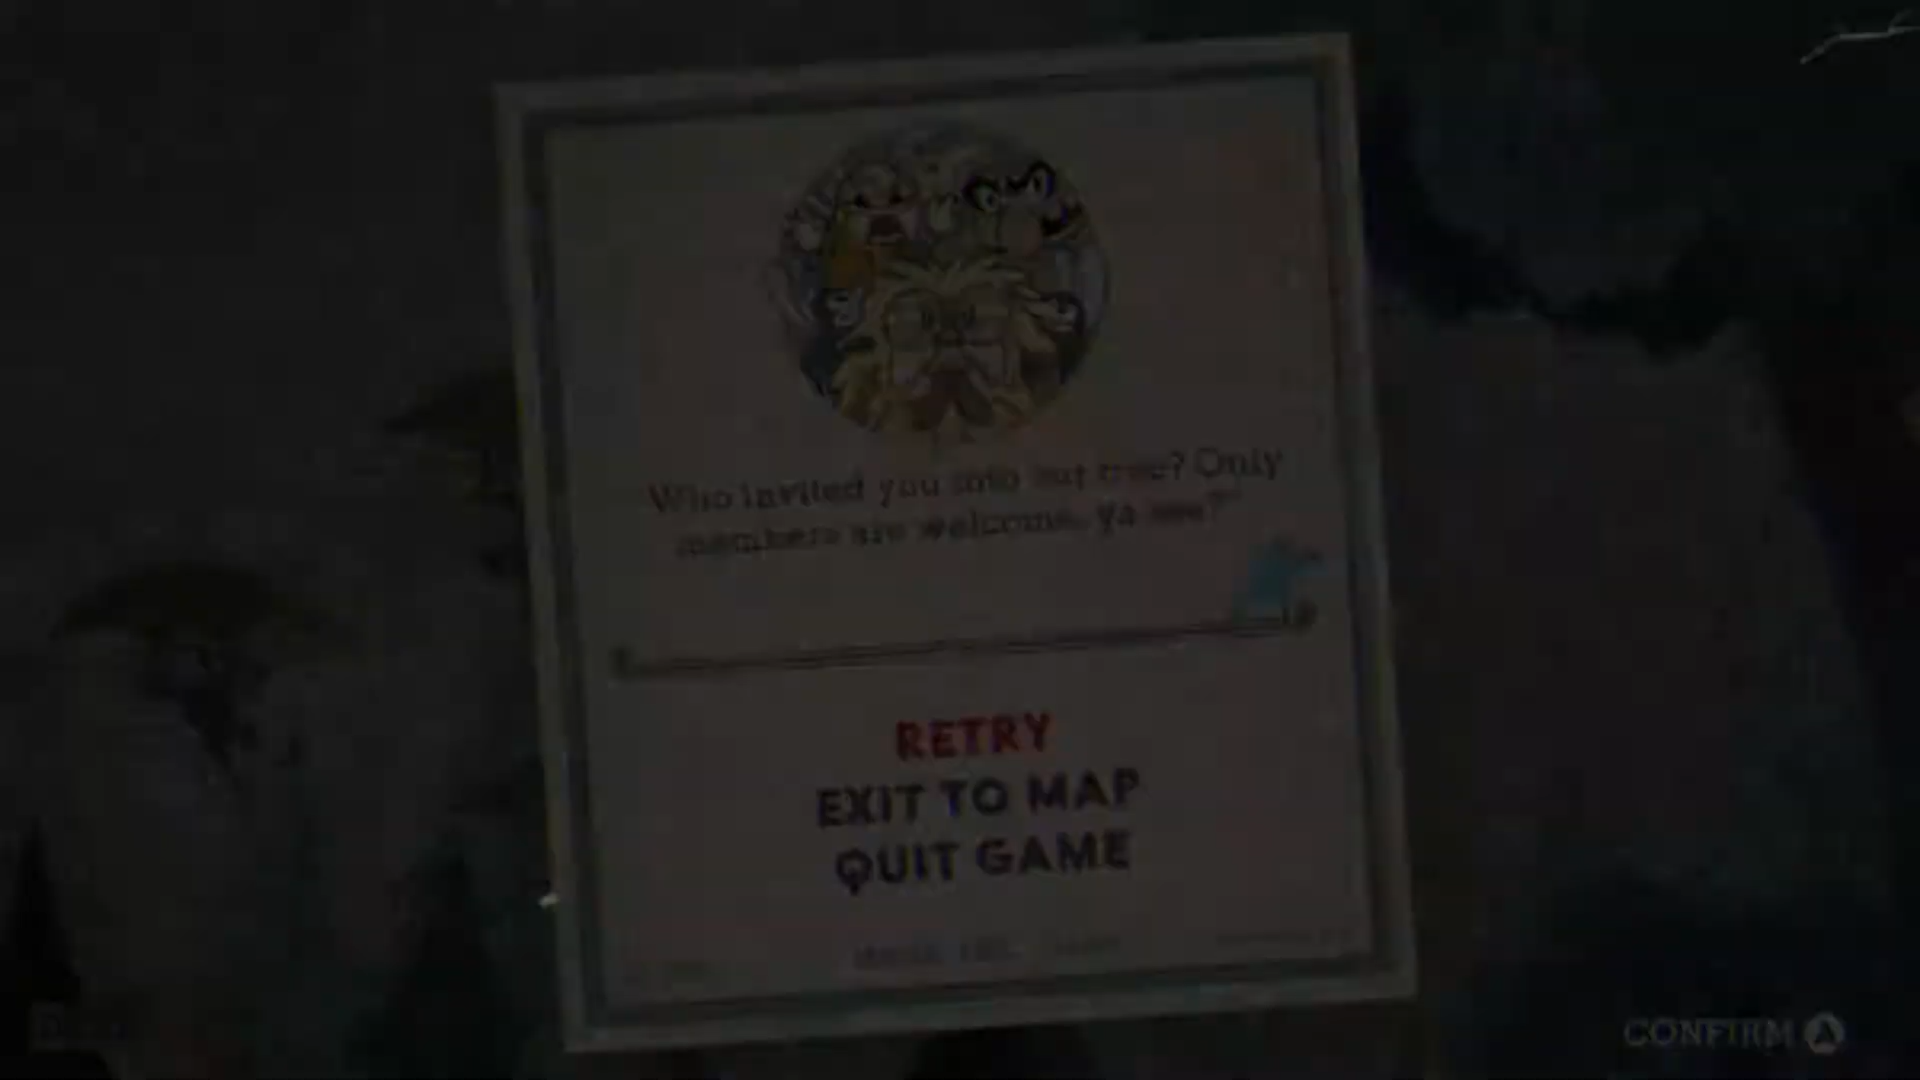 Who invited you into our tree? Only
members are welcome, ya see?"
RETRY
EXIT TO MAP
QUIT GAME
CONFIRM A